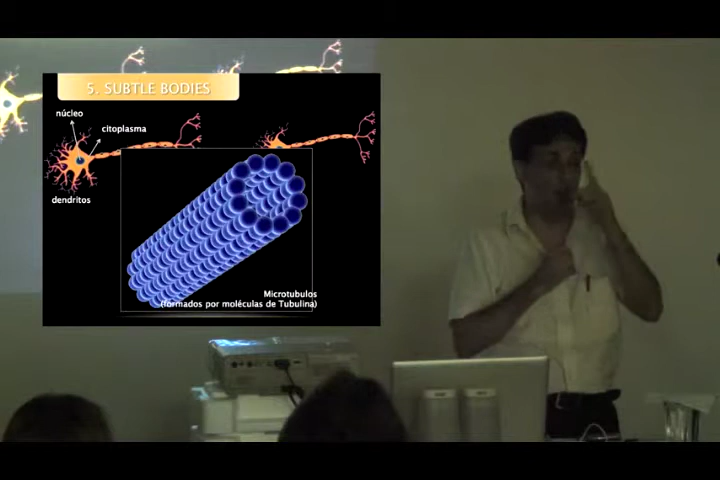 5. SUBTLE BODIES
núcleo
citoplasma
dendritos
Microtubulos
(formados por moléculas de Tubulina)